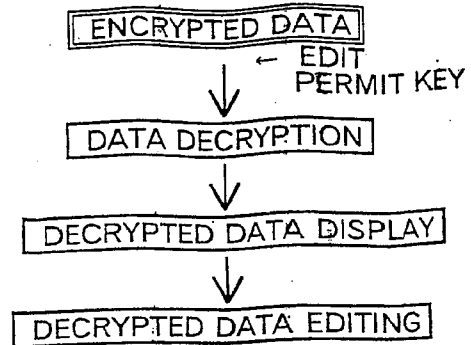 ENCRYPTED DATA
← EDIT
PERMIT KEY
DATA DECRYPTION
DECRYPTED DATA DISPLAY
DECRYPTED DATA EDITING